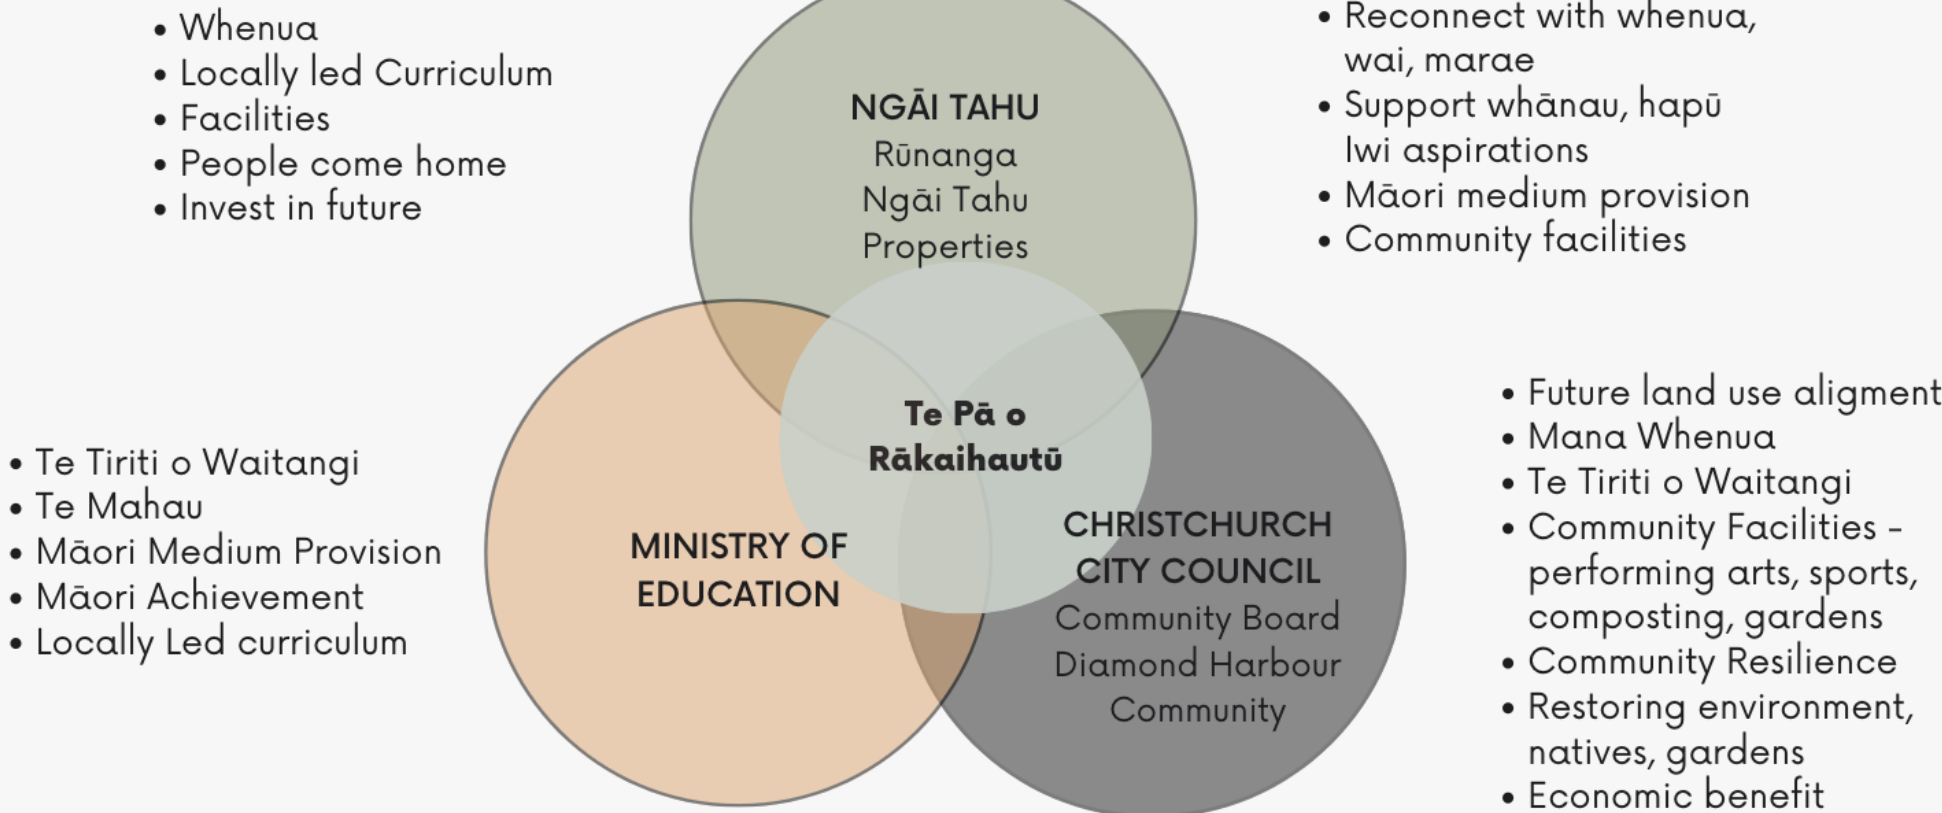 • Whenua
• Locally led Curriculum
• Facilities
• People come home
• Invest in future
NGĀI TAHU
Rūnanga
Ngāi Tahu
Properties
• Reconnect with whenua,
wai, marae
• Support whānau, hapū
Iwi aspirations
• Māori medium provision
• Community facilities
Te Pā o
Rākaihautū
• Te Tiriti o Waitangi
• Te Mahau
• Māori Medium Provision
• Māori Achievement
• Locally Led curriculum
MINISTRY OF
EDUCATION
CHRISTCHURCH
CITY COUNCIL
Community Board
Diamond Harbour
Community
• Future land use aligment
• Mana Whenua
• Te Tiriti o Waitangi
• Community Facilities -
performing arts, sports,
composting, gardens
• Community Resilience
• Restoring environment,
natives, gardens
• Economic benefit